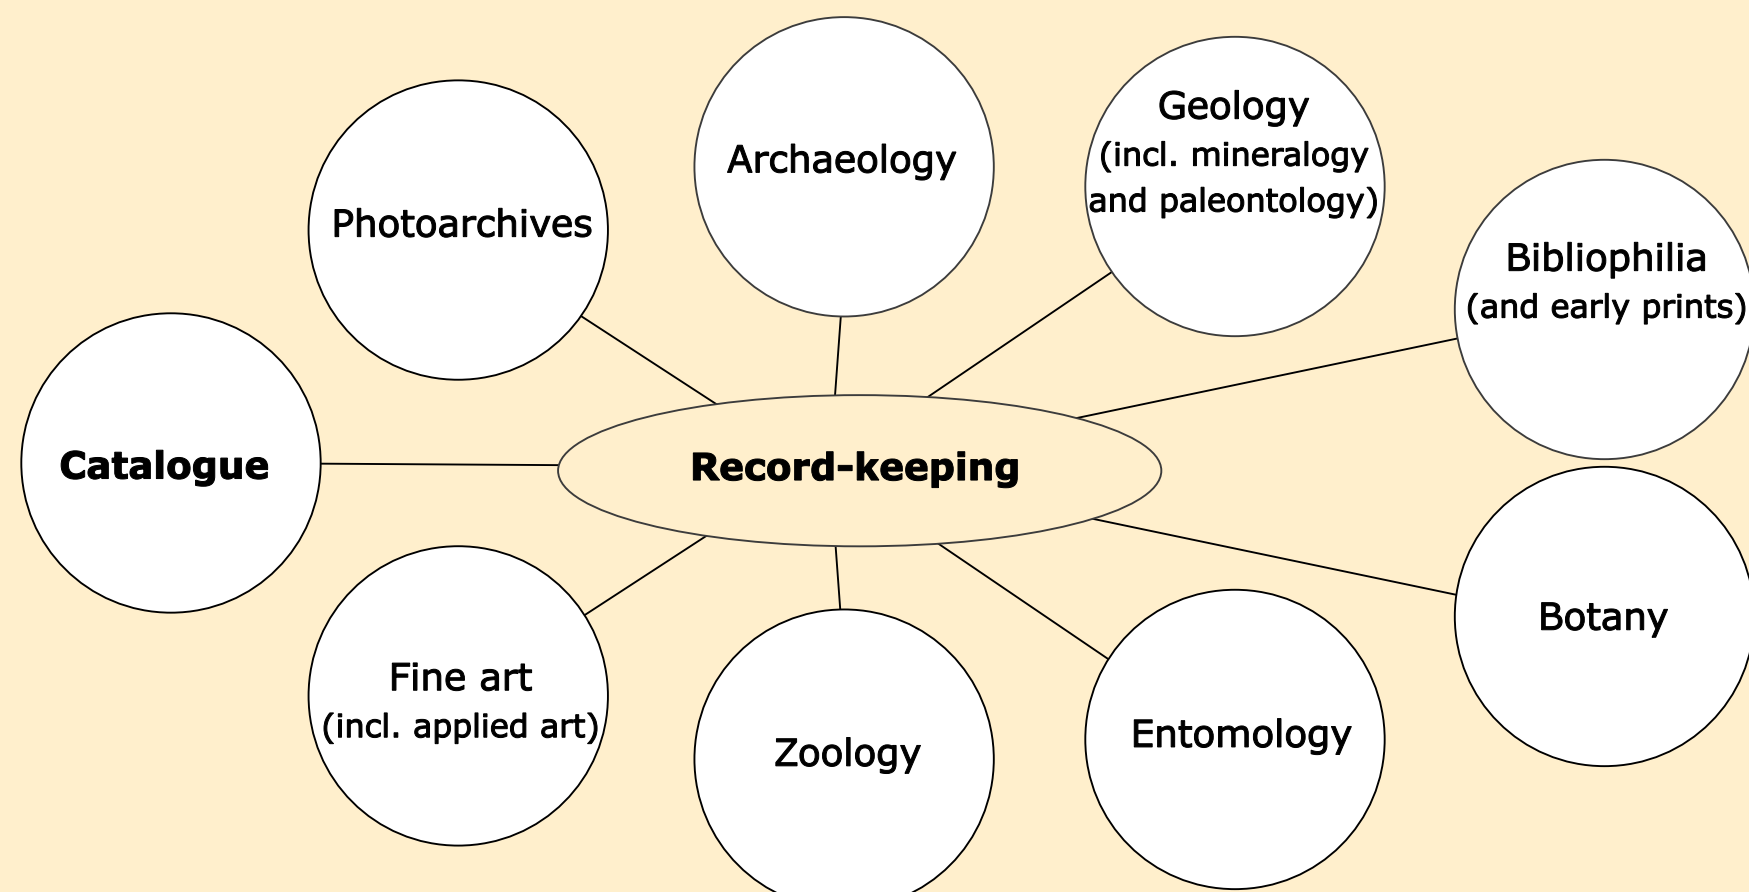 Archaeology
Geology
(incl. mineralogy
and paleontology)
Photoarchives
Bibliophilia
(and early prints)
Catalogue
Record-keeping
Fine art
(incl. applied art)
Zoology
Entomology
Botany